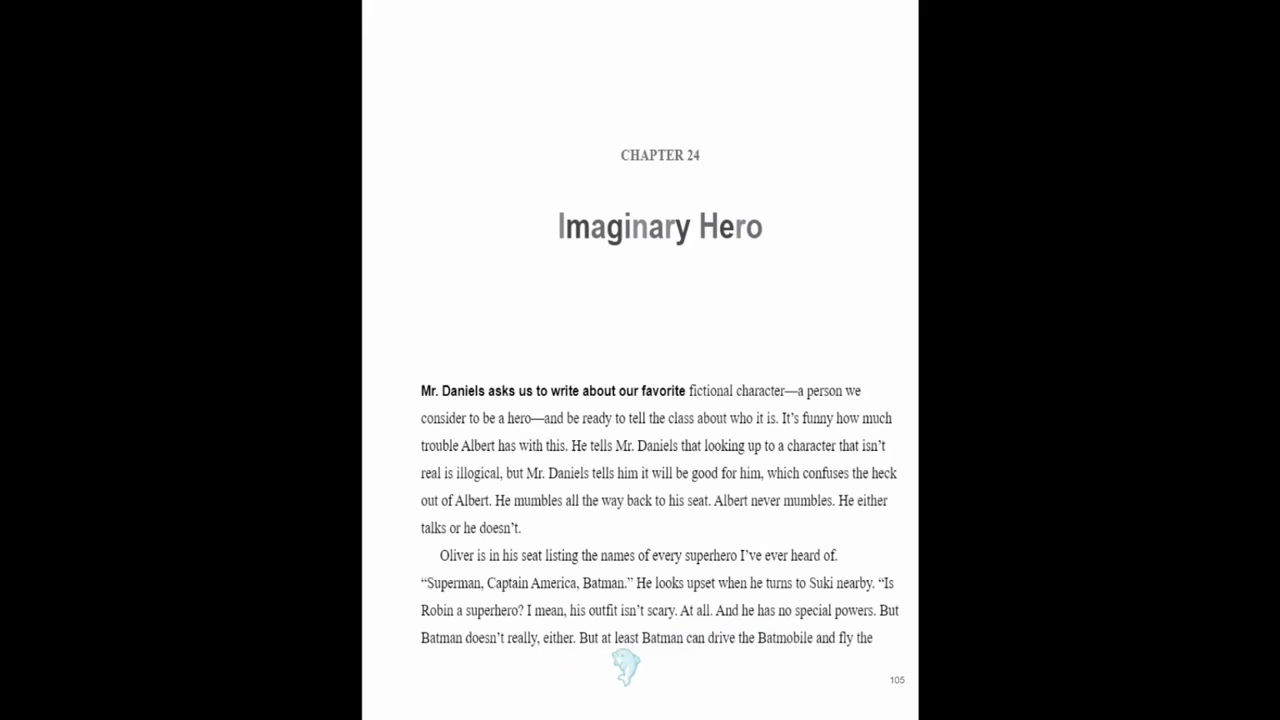 CHAPTER 24
Imaginary Hero
Mr. Daniels asks us to write about our favorite fictional character—a person we
consider to be a hero—and be ready to tell the class about who it is. It’s funny how much
trouble Albert has with this. He tells Mr. Daniels that looking up to a character that isn’t
real is illogical, but Mr. Daniels tells him it will be good for him, which confuses the heck
out of Albert. He mumbles all the way back to his seat. Albert never mumbles. He either
talks or he doesn’t.
Oliver is in his seat listing the names of every superhero I’ve ever heard of.
“Superman, Captain America, Batman.” He looks upset when he turns to Suki nearby. “Is
Robin a superhero? I mean, his outfit isn’t scary. At all. And he has no special powers. But
Batman doesn’t really, either. But at least Batman can drive the Batmobile and fly the
105